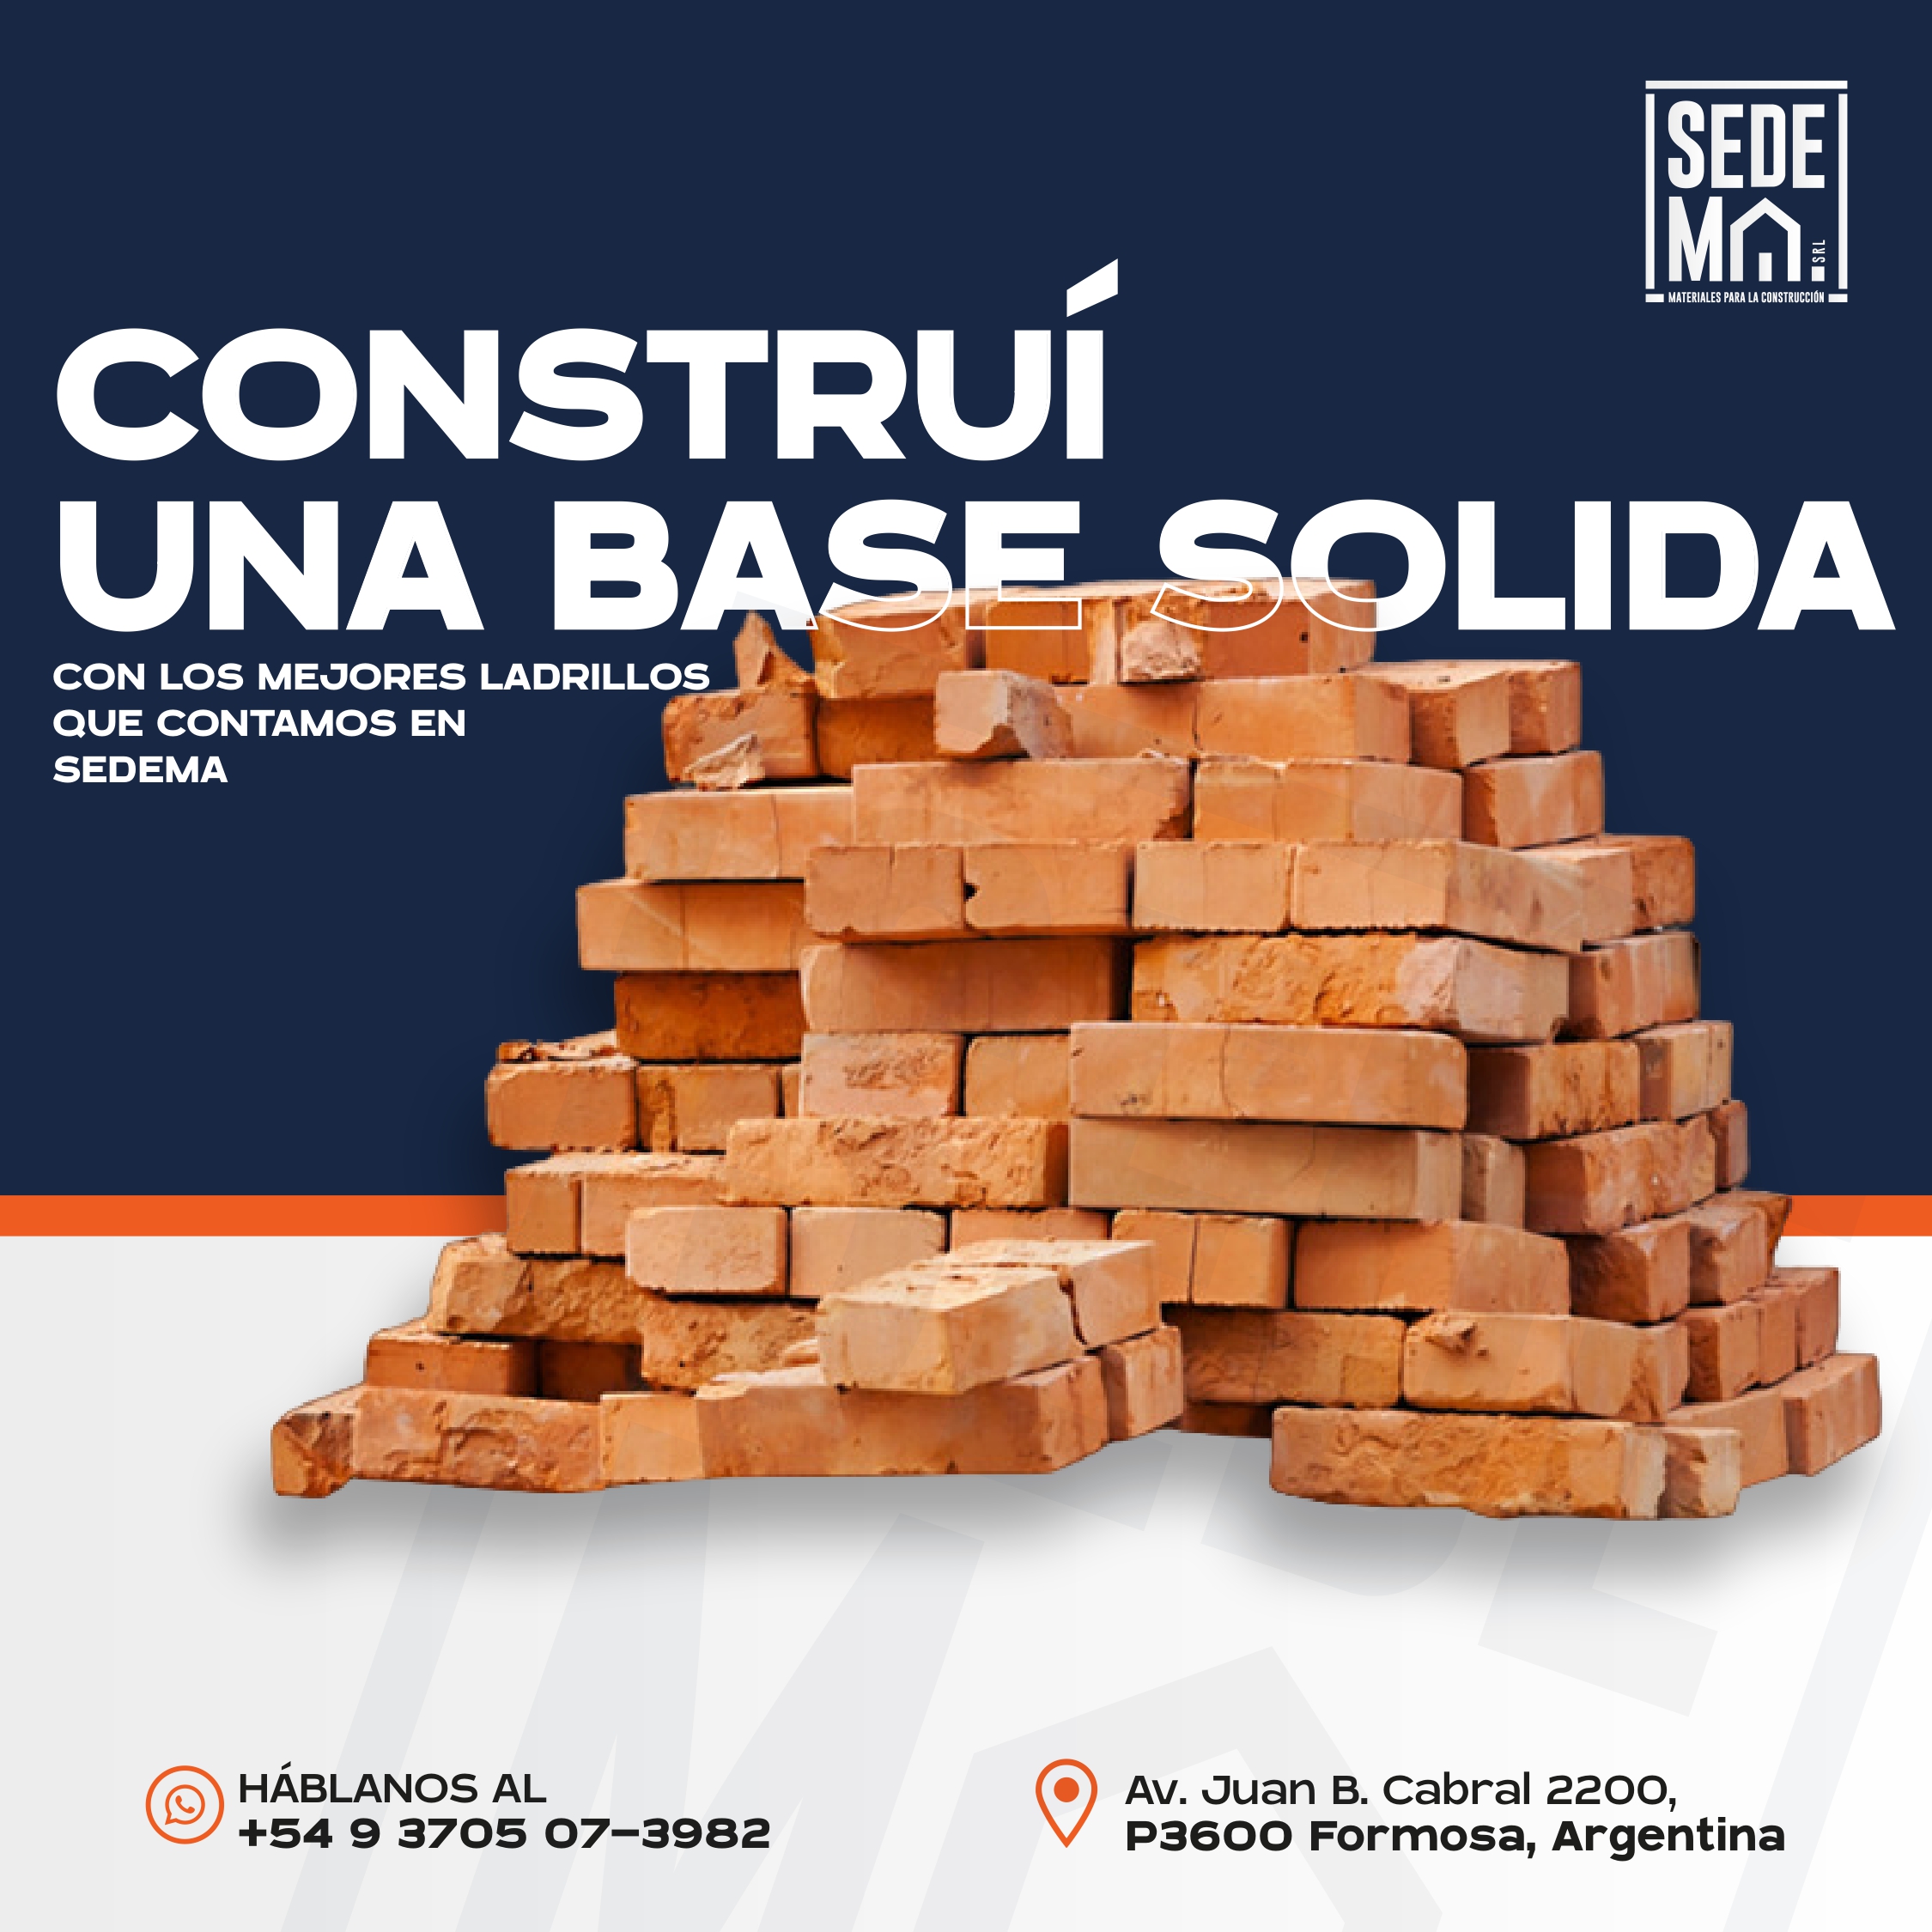 SEDE
MA.SRL
MATERIALES PARA LA CONSTRUCCIÓN
CONSTRUÍ
UNA BASE SOLIDA
CON LOS MEJORES LADRILLOS
QUE CONTAMOS EN
SEDEMA
HÁBLANOS AL
+54 9 3705 07-3982
Av. Juan B. Cabral 2200,
P3600 Formosa, Argentina